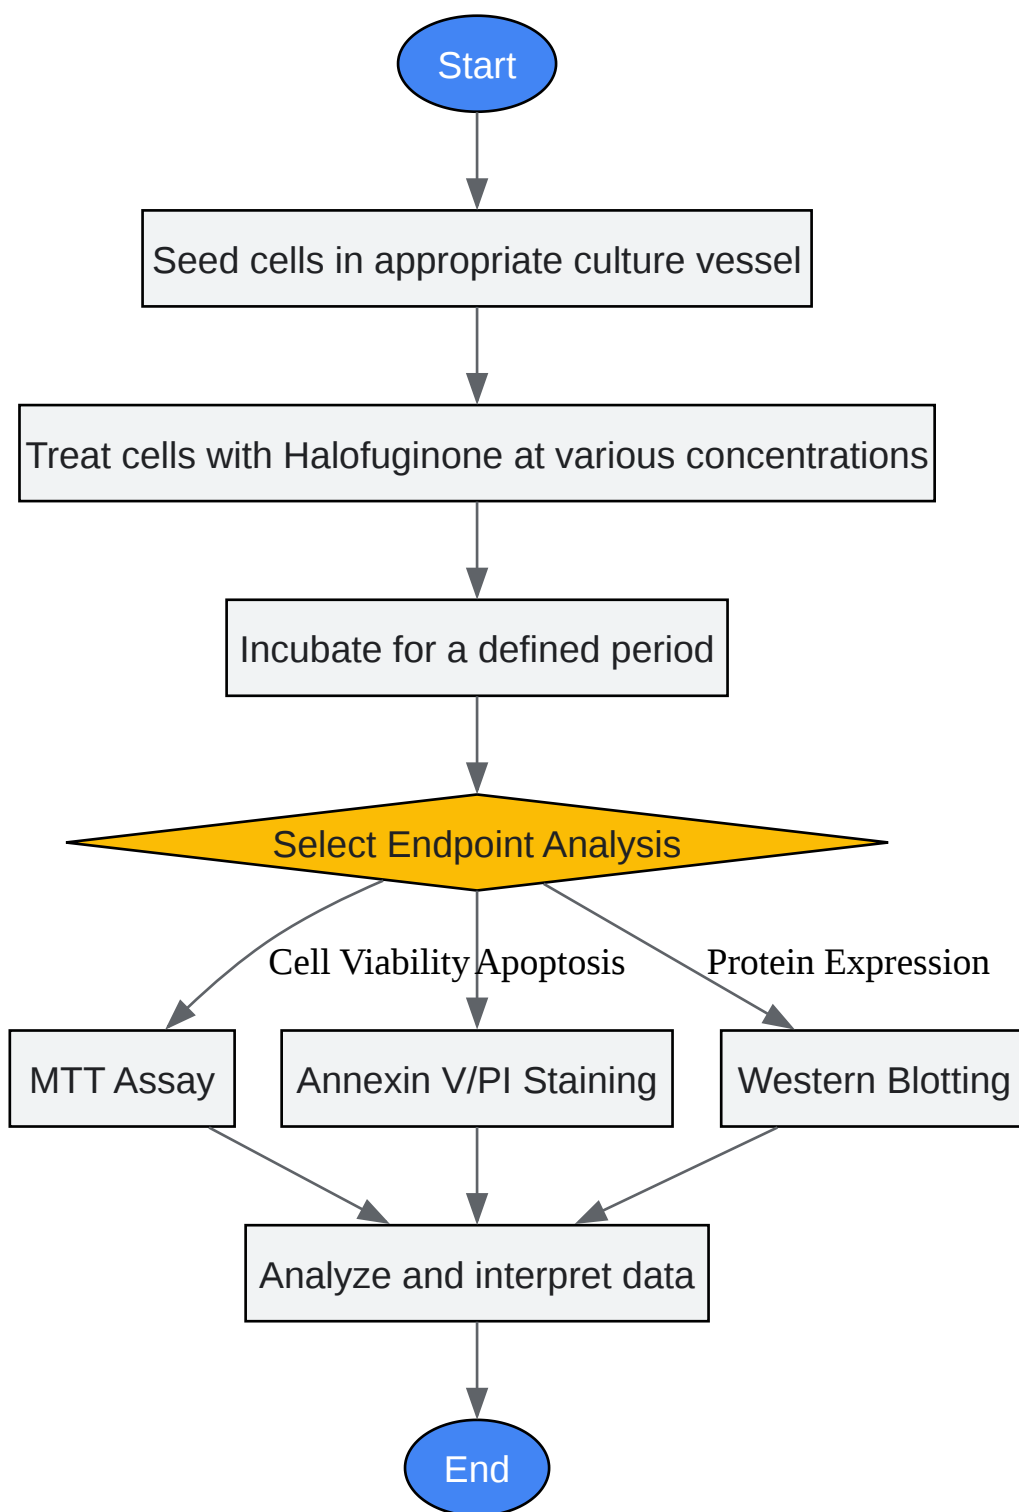 Start
Seed cells in appropriate culture vessel
Treat cells with Halofuginone at various concentrations
Incubate for a defined period
Select Endpoint Analysis
Cell Viability
Apoptosis
Protein Expression
MTT Assay
Annexin V/PI Staining
Western Blotting
Analyze and interpret data
End